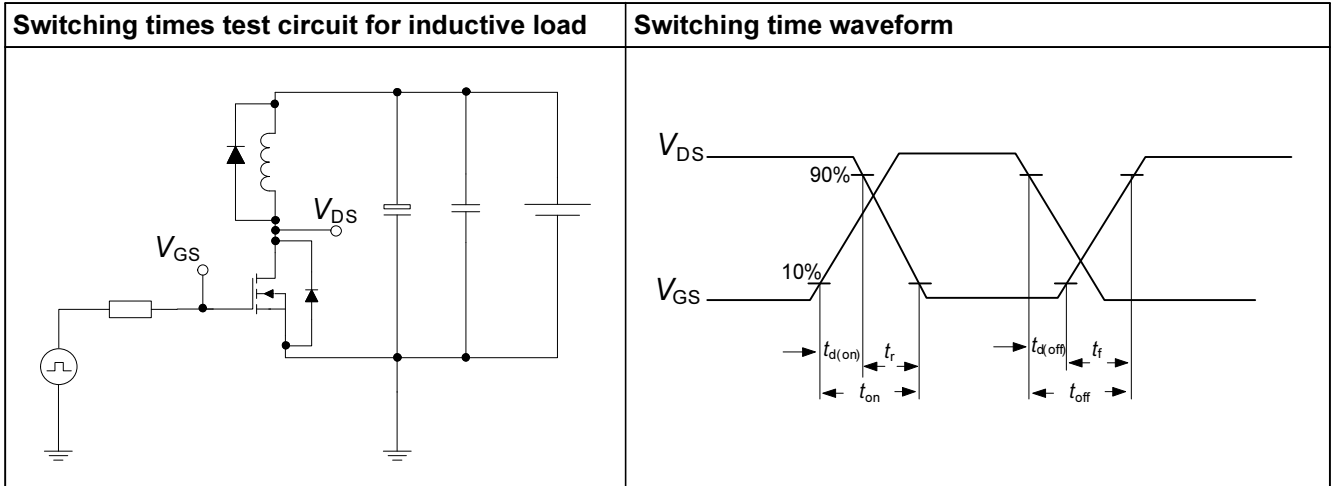 Switching times test circuit for inductive load
Switching time waveform
VDS
VGS
VDS
90%
10%
VGS
td(on) tr
ton
td(off) tf
toff